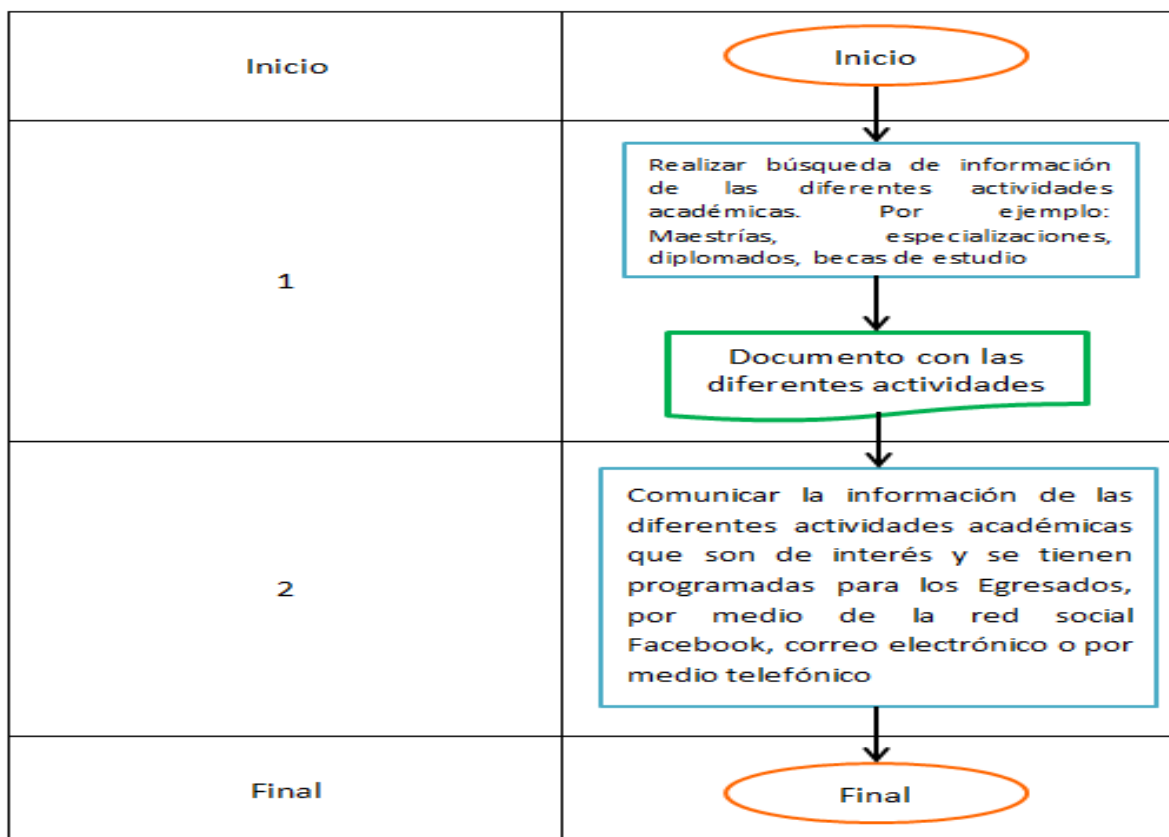 Inicio
Inicio
1
Realizar búsqueda de información
de las diferentes actividades
académicas. Por ejemplo:
Maestrías, especializaciones,
diplomados, becas de estudio
Documento con las
diferentes actividades
2
Comunicar la información de las
diferentes actividades académicas
que son de interés y se tienen
programadas para los Egresados,
por medio de la red social
Facebook, correo electrónico o por
medio telefónico
Final
Final